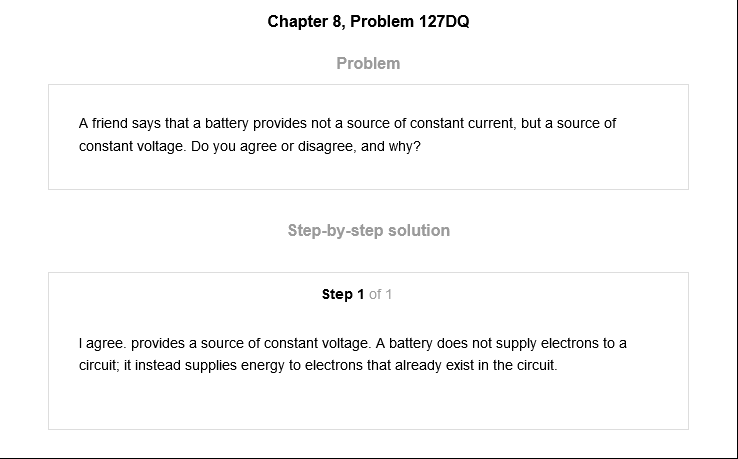 Chapter 8, Problem 127DQ
Problem
A friend says that a battery provides not a source of constant current, but a source of
constant voltage. Do you agree or disagree, and why?
Step-by-step solution
Step 1 of 1
I agree. provides a source of constant voltage. A battery does not supply electrons to a
circuit; it instead supplies energy to electrons that already exist in the circuit.